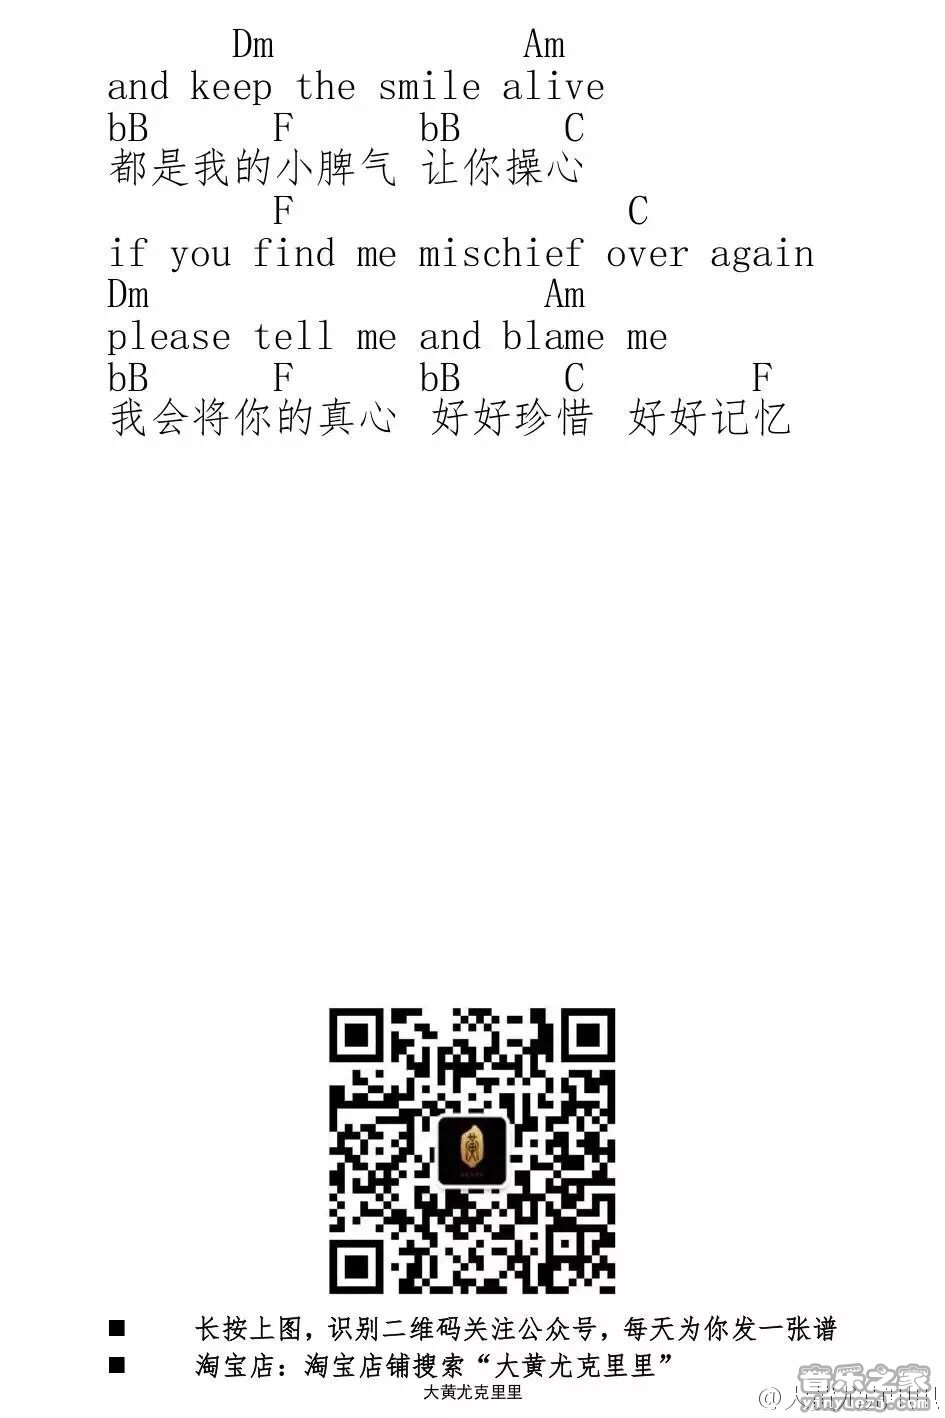 Dm Am
and keep the smile alive
bB F bB C
都是我的小脾气 让你操心
F C
if you find me mischief over again
Dm Am
please tell me and blame me
bB F bB C F
我会将你的真心 好好珍惜 好好记忆
黄
■ 长按上图，识别二维码关注公众号，每天为你发一张谱
■ 淘宝店：淘宝店铺搜索“大黄尤克里里”
大黄尤克里里
音乐之家
yinyuezj.com